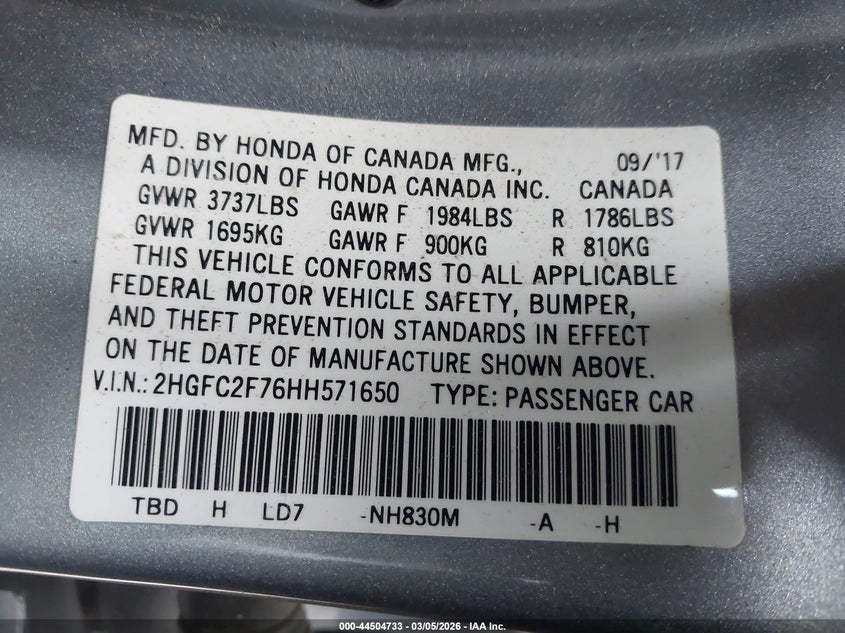 MFD. BY HONDA OF CANADA MFG., 09/'17
A DIVISION OF HONDA CANADA INC. CANADA
GVWR 3737LBS GAWR F 1984LBS R 1786LBS
GVWR 1695KG GAWR F 900KG R 810KG
THIS VEHICLE CONFORMS TO ALL APPLICABLE
FEDERAL MOTOR VEHICLE SAFETY, BUMPER,
AND THEFT PREVENTION STANDARDS IN EFFECT
ON THE DATE OF MANUFACTURE SHOWN ABOVE.
V.I.N.: 2HGFC2F76HH571650 TYPE: PASSENGER CAR
TBD H LD7 -NH830M -A -H
000-44504733 - 03/05/2026 - IAA Inc.